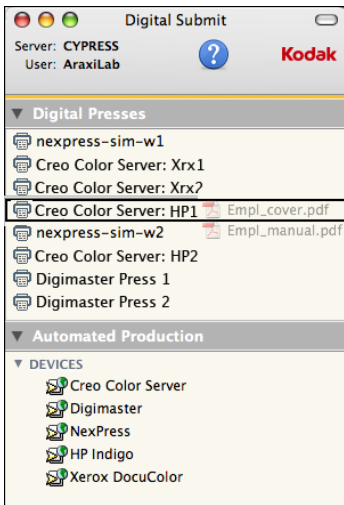 Digital Submit
Server: CYPRESS
User: AraxiLab
?
Kodak
Digital Presses
nexpress-sim-w1
Creo Color Server: Xrx1
Creo Color Server: Xrx2
Creo Color Server: HP1 Empl_cover.pdf
nexpress-sim-w2 Empl_manual.pdf
Creo Color Server: HP2
Digimaster Press 1
Digimaster Press 2
Automated Production
DEVICES
Creo Color Server
Digimaster
NexPress
HP Indigo
Xerox DocuColor